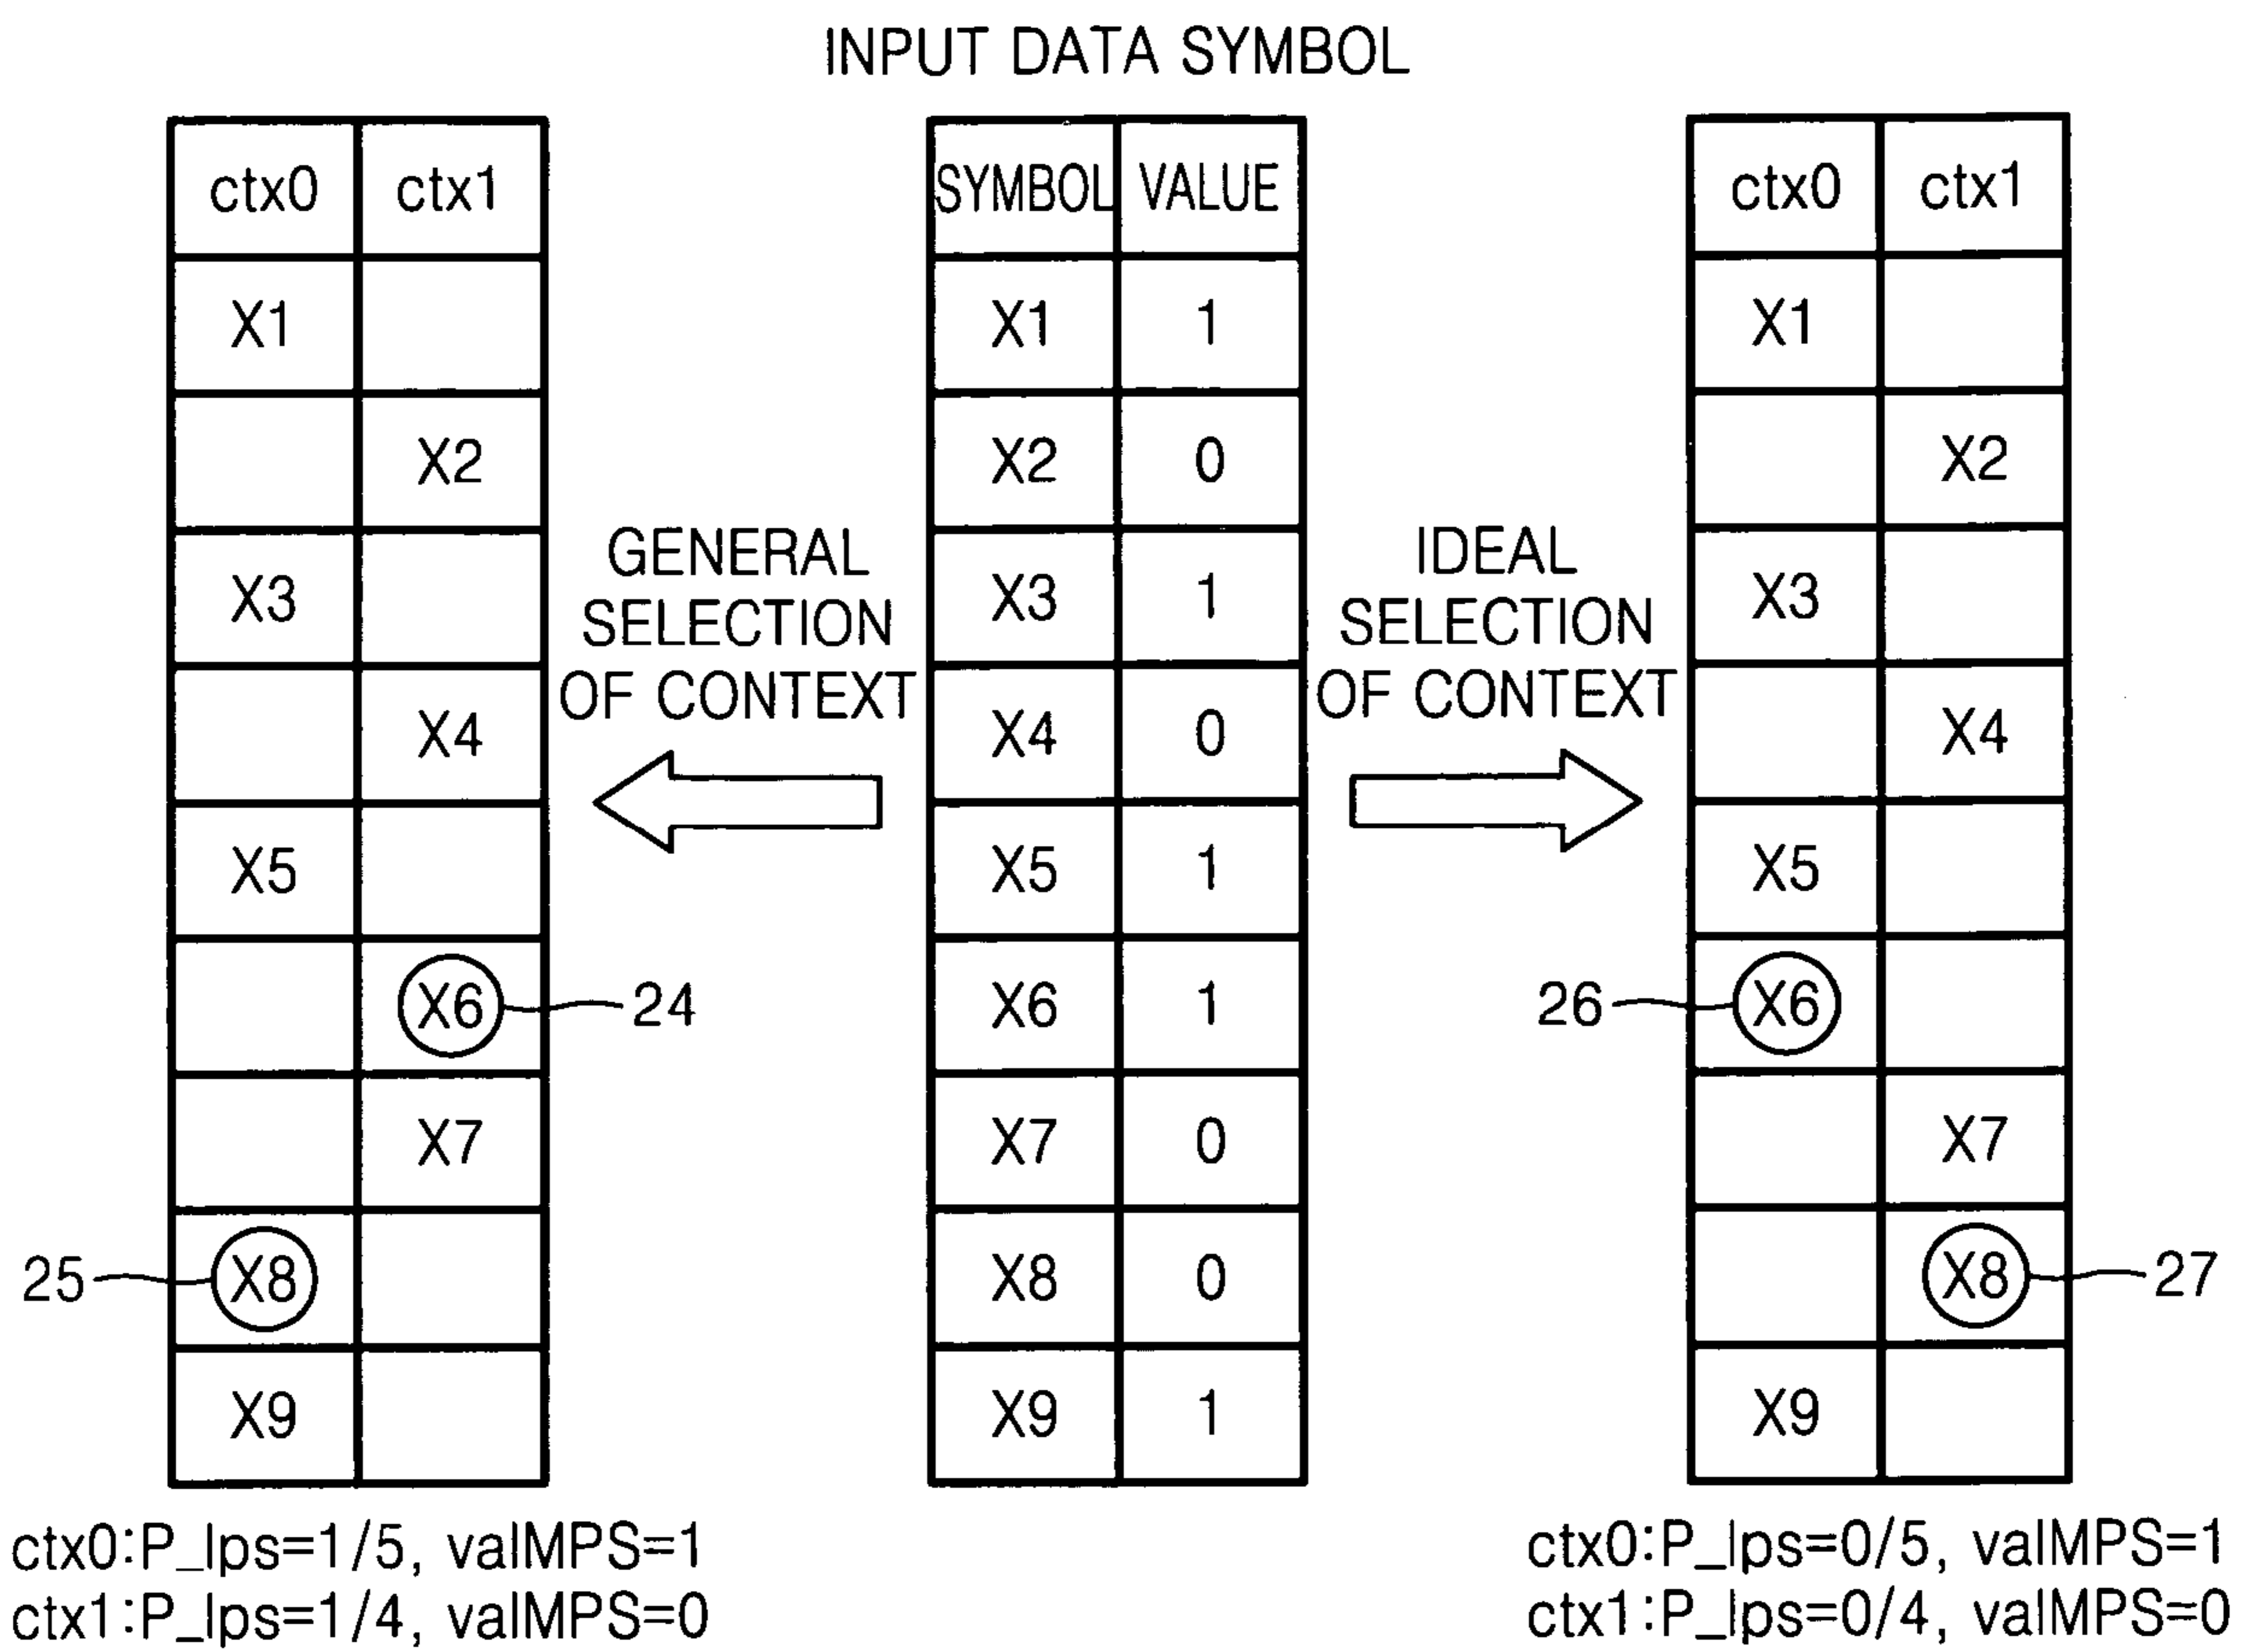 INPUT DATA SYMBOL
ctx0 ctx1
X1
X2
X3
X4
X5
X6 24
X7
25 X8
X9
ctx0:P_lps=1/5, valMPS=1
ctx1:P_lps=1/4, valMPS=0
GENERAL
SELECTION
OF CONTEXT
SYMBOL VALUE
X1 1
X2 0
X3 1
X4 0
X5 1
X6 1
X7 0
X8 0
X9 1
IDEAL
SELECTION
OF CONTEXT
ctx0 ctx1
X1
X2
X3
X4
X5
26 X6
X7
X8 27
X9
ctx0:P_lps=0/5, valMPS=1
ctx1:P_lps=0/4, valMPS=0